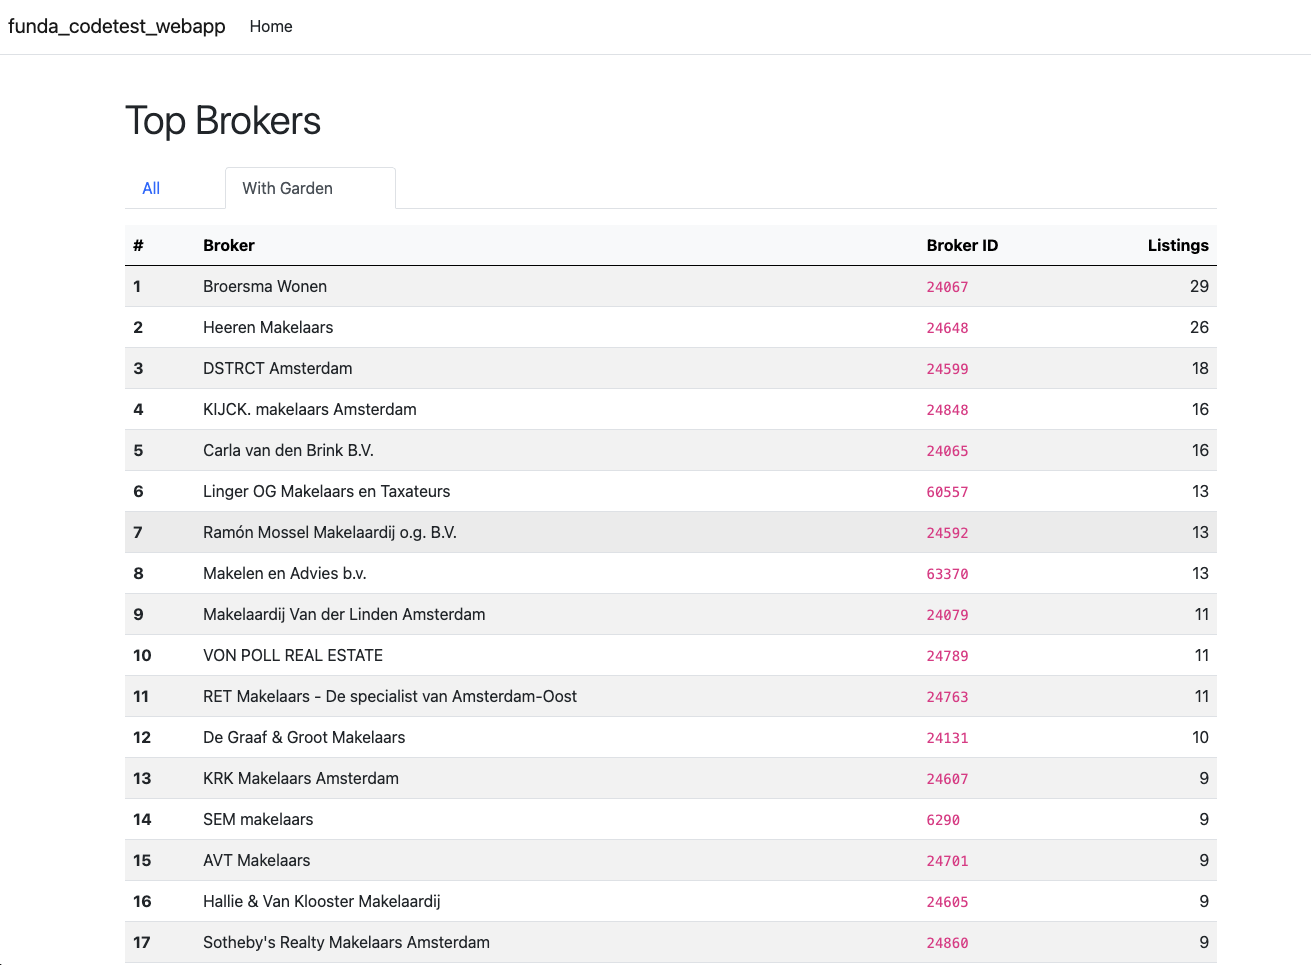 funda_codetest_webapp Home
Top Brokers
All With Garden
# Broker Broker ID Listings
1 Broersma Wonen 24067 29
2 Heeren Makelaars 24648 26
3 DSTRCT Amsterdam 24599 18
4 KIJCK. makelaars Amsterdam 24848 16
5 Carla van den Brink B.V. 24065 16
6 Linger OG Makelaars en Taxateurs 60557 13
7 Ramón Mossel Makelaardij o.g. B.V. 24592 13
8 Makelen en Advies b.v. 63370 13
9 Makelaardij Van der Linden Amsterdam 24079 11
10 VON POLL REAL ESTATE 24789 11
11 RET Makelaars - De specialist van Amsterdam-Oost 24763 11
12 De Graaf & Groot Makelaars 24131 10
13 KRK Makelaars Amsterdam 24607 9
14 SEM makelaars 6290 9
15 AVT Makelaars 24701 9
16 Hallie & Van Klooster Makelaardij 24605 9
17 Sotheby's Realty Makelaars Amsterdam 24860 9